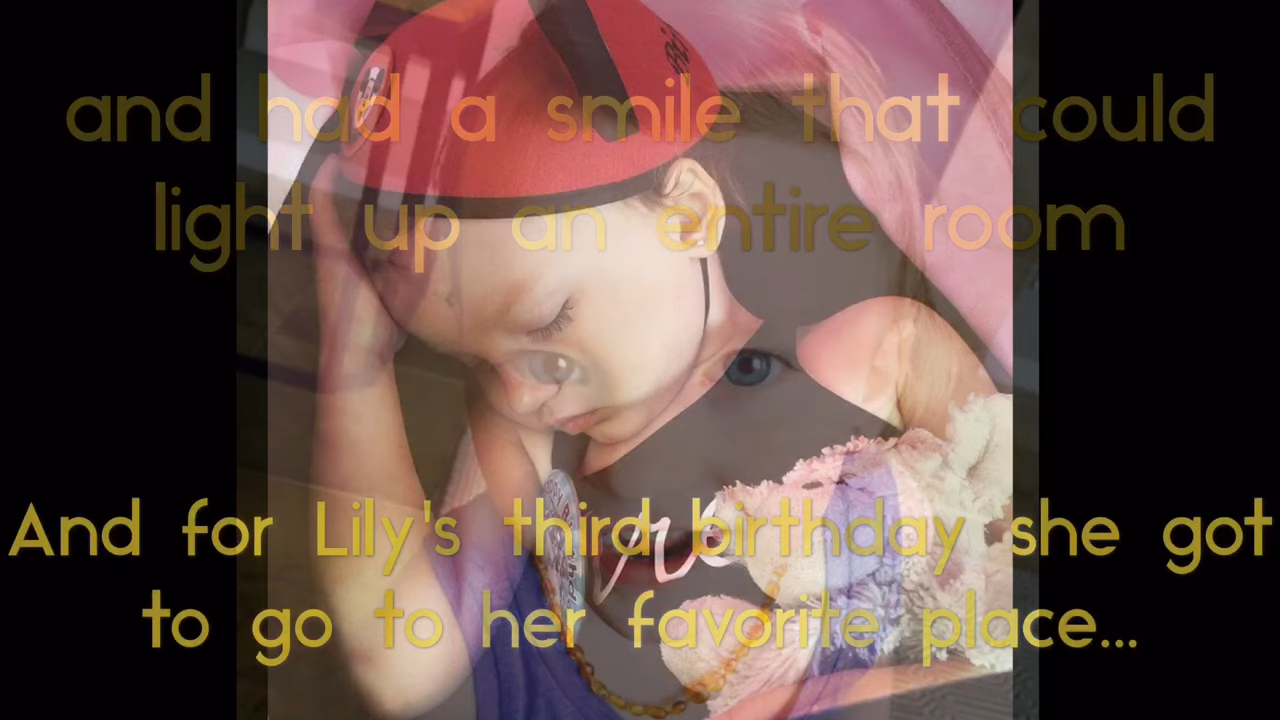 and had a smile that could
light up an entire room
And for Lily's third birthday she got
to go to her favorite place...